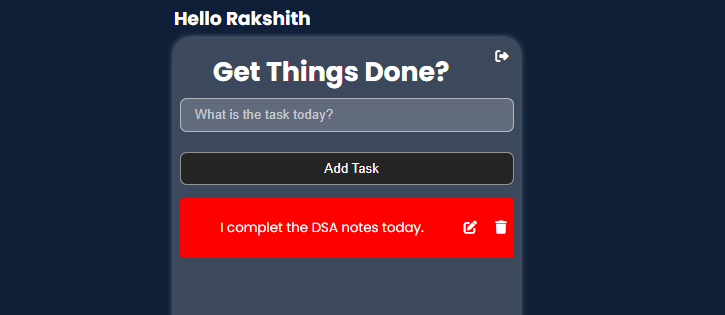 Hello Rakshith
Get Things Done?
What is the task today?
Add Task
I complet the DSA notes today.